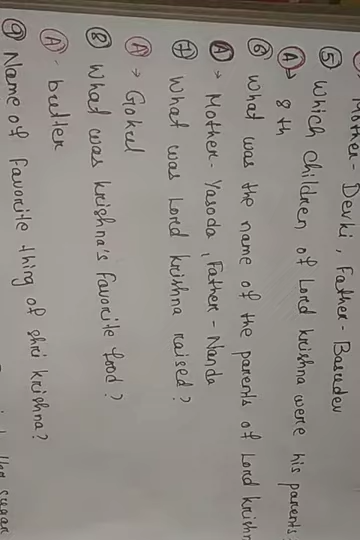 Mother - Devki, Father - Basudev
⑤ Which children of Lord krishna were his parents?
Ⓐ → 8th
⑥ What was the name of the parents of Lord krishn
Ⓐ → Mother - Yasoda, Father - Nanda
⑦ What was Lord krishna raised?
Ⓐ → Gokul
⑧ What was krishna's favorite food?
Ⓐ - butter
⑨ Name of favorite thing of shri krishna?
sugar